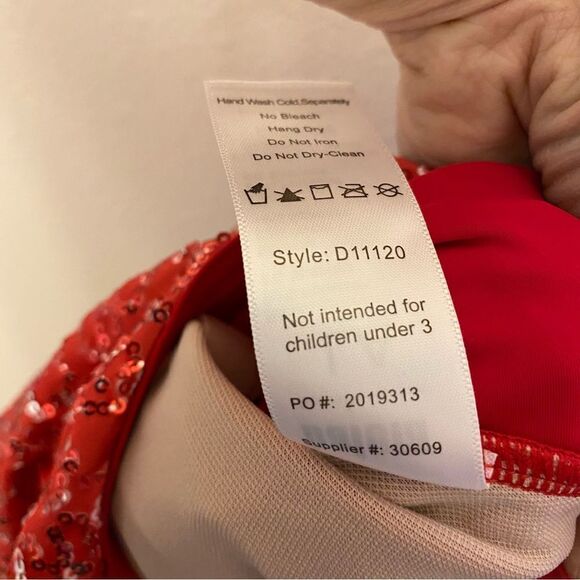 Hand Wash Cold,Separately
No Bleach
Hang Dry
Do Not Iron
Do Not Dry-Clean
Style: D11120
Not intended for
children under 3
PO #: 2019313
Supplier #: 30609